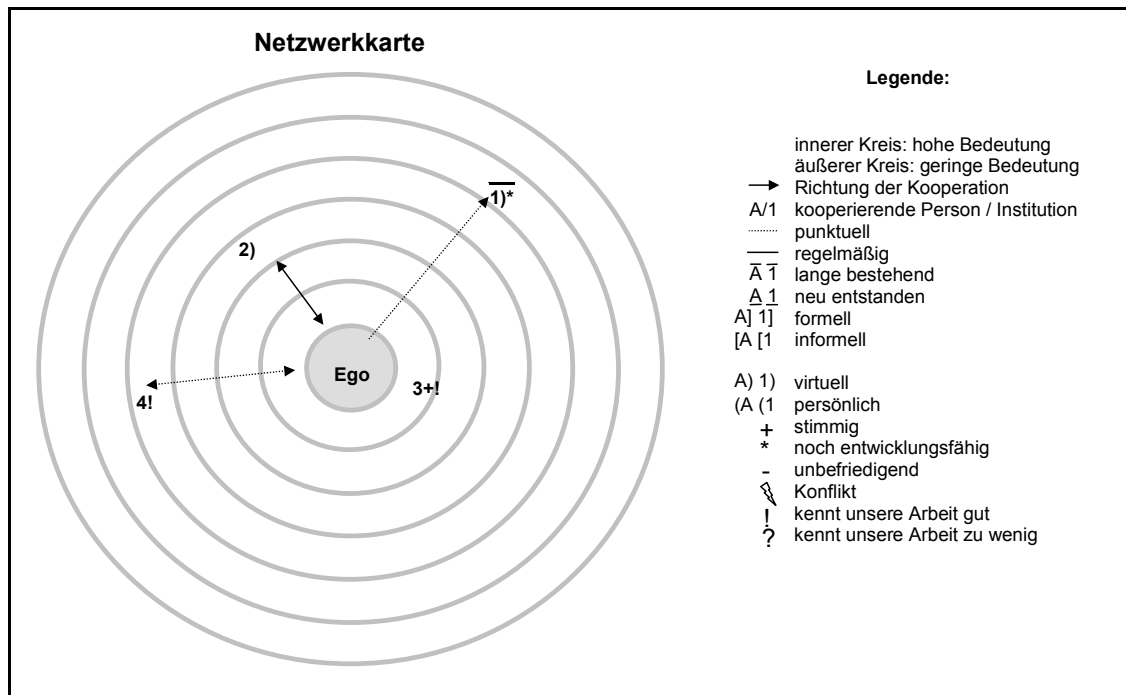 Netzwerkkarte
1)*
2)
Ego
3+!
4!
Legende:
innerer Kreis: hohe Bedeutung
äußerer Kreis: geringe Bedeutung
Richtung der Kooperation
A/1 kooperierende Person / Institution
punktuell
regelmäßig
A 1 lange bestehend
A 1 neu entstanden
A] 1] formell
[A [1 informell
A) 1) virtuell
(A (1 persönlich
+ stimmig
* noch entwicklungsfähig
- unbefriedigend
Konflikt
! kennt unsere Arbeit gut
? kennt unsere Arbeit zu wenig